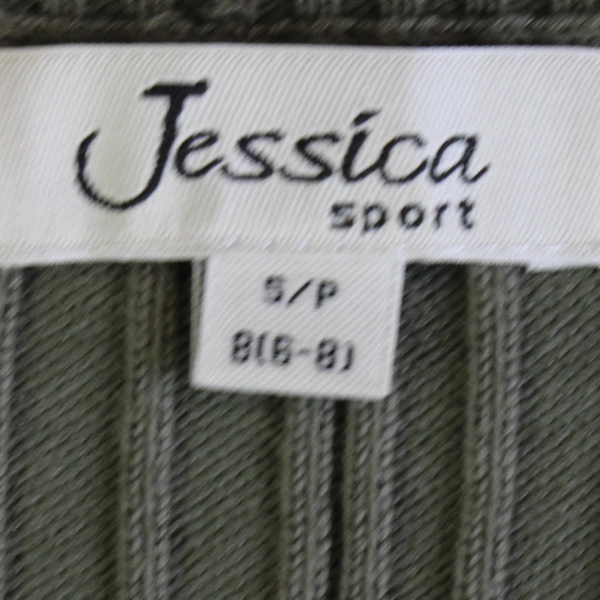 Jessica
sport
S/P
8(6-8)